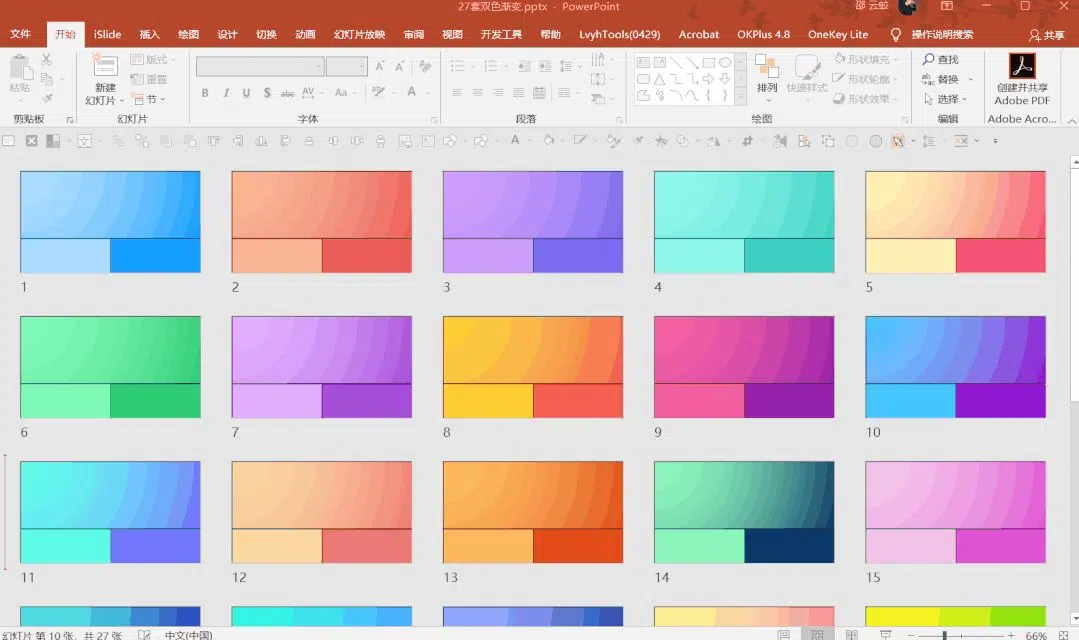 27套双色渐变.pptx - PowerPoint
邵 云蛟
文件 开始 iSlide 插入 绘图 设计 切换 动画 幻灯片放映 审阅 视图 开发工具 帮助 LvyhTools(0429) Acrobat OKPlus 4.8 OneKey Lite 操作说明搜索 共享
粘贴 新建 幻灯片 版式 重置 节
B I U S abc AV Aa A
排列 快速样式 形状填充 形状轮廓 形状效果
查找 替换 选择
创建并共享 Adobe PDF
剪贴板 幻灯片 字体 段落 绘图 编辑 Adobe Acro...
1 2 3 4 5
6 7 8 9 10
11 12 13 14 15
幻灯片 第 10 张，共 27 张 中文(中国) 66%